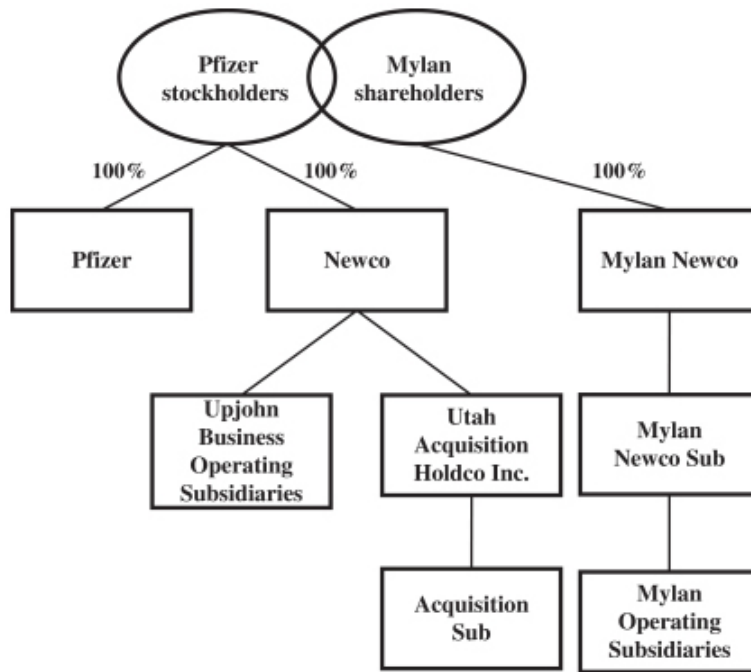 Pfizer
stockholders
Mylan
shareholders
100%
100%
100%
Pfizer
Newco
Mylan Newco
Upjohn
Business
Operating
Subsidiaries
Utah
Acquisition
Holdco Inc.
Mylan
Newco Sub
Acquisition
Sub
Mylan
Operating
Subsidiaries